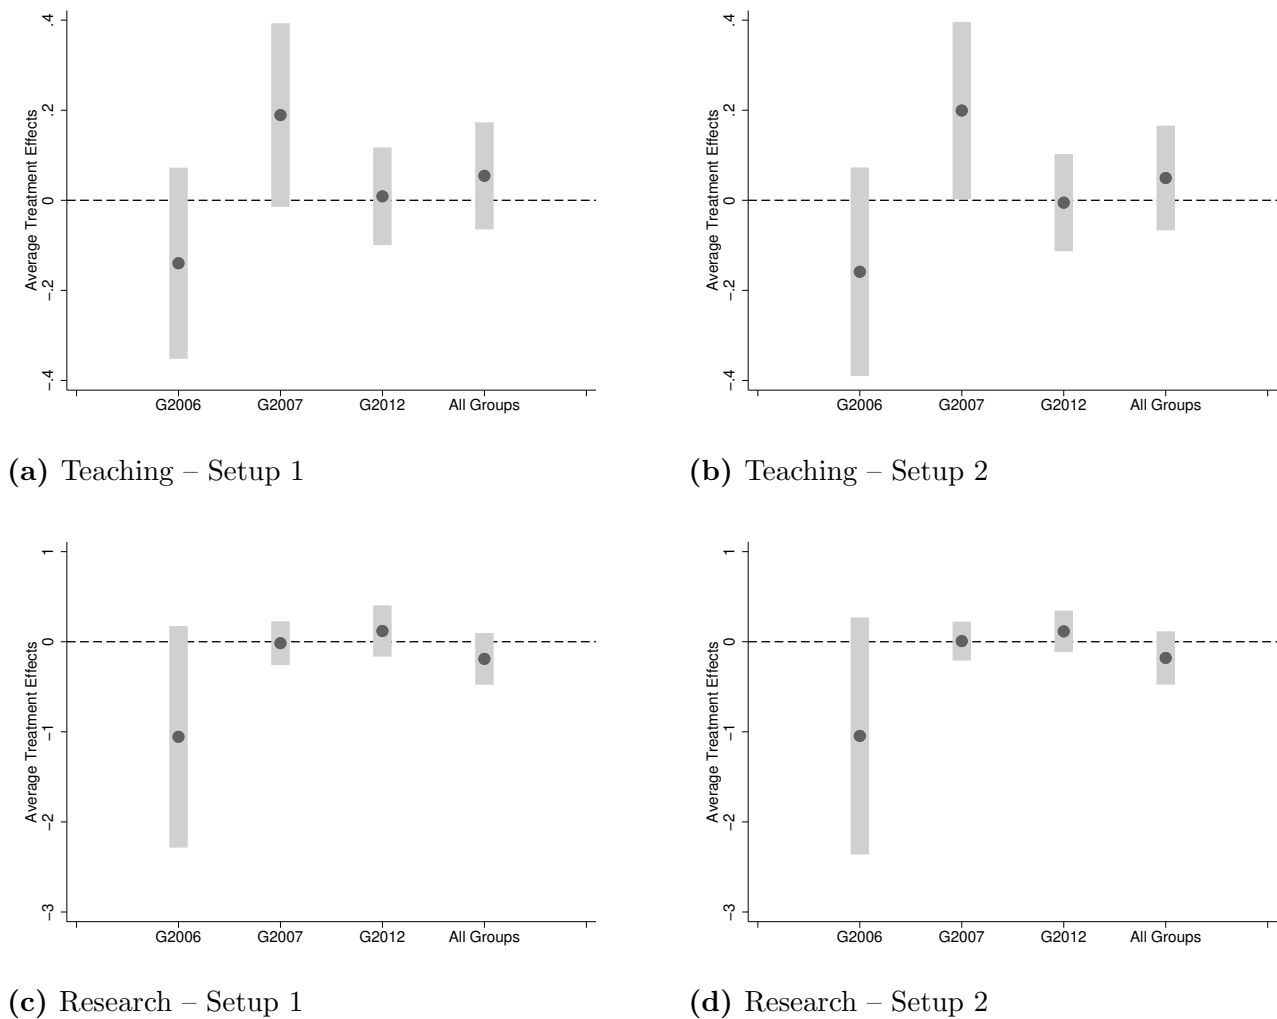 Average Treatment Effects
.4
.2
0
-.2
-.4
G2006 G2007 G2012 All Groups
(a) Teaching – Setup 1
Average Treatment Effects
.4
.2
0
-.2
-.4
G2006 G2007 G2012 All Groups
(b) Teaching – Setup 2
Average Treatment Effects
1
0
-1
-2
-3
G2006 G2007 G2012 All Groups
(c) Research – Setup 1
Average Treatment Effects
1
0
-1
-2
-3
G2006 G2007 G2012 All Groups
(d) Research – Setup 2